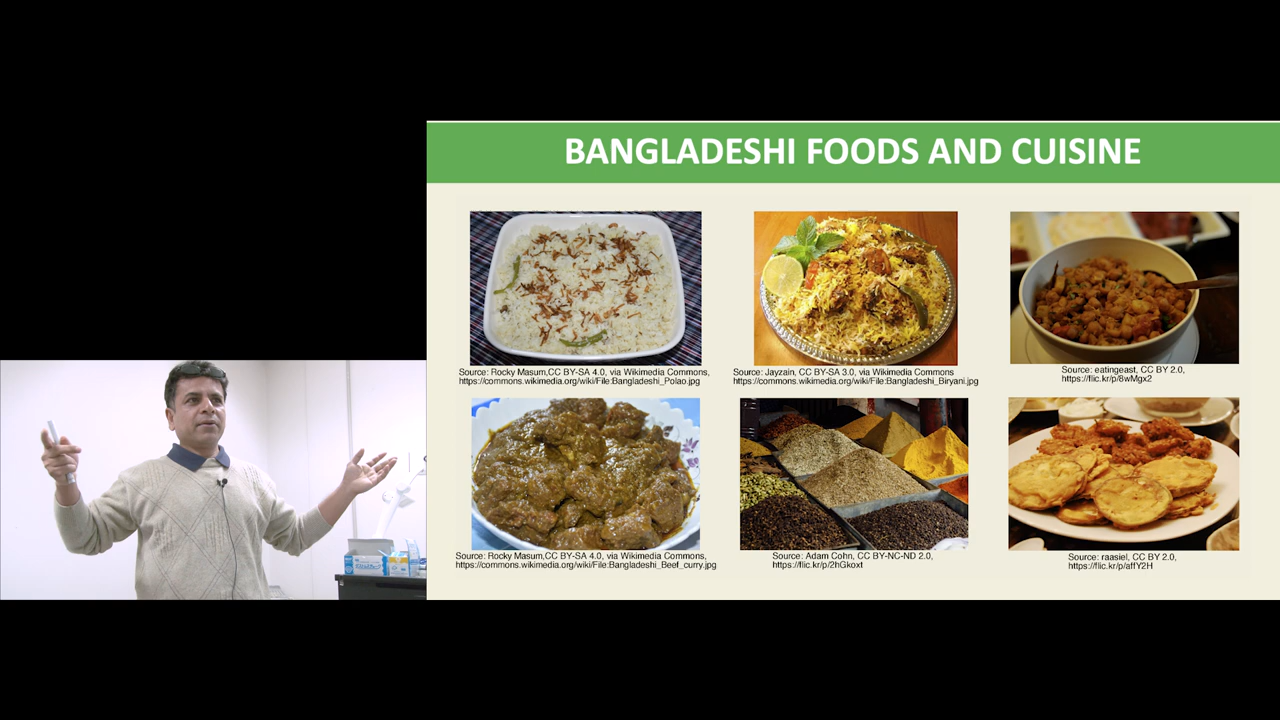 BANGLADESHI FOODS AND CUISINE
Source: Rocky Masum,CC BY-SA 4.0, via Wikimedia Commons,
https://commons.wikimedia.org/wiki/File:Bangladeshi_Polao.jpg
Source: Jayzain, CC BY-SA 3.0, via Wikimedia Commons
https://commons.wikimedia.org/wiki/File:Bangladeshi_Biryani.jpg
Source: eatingeast, CC BY 2.0,
https://flic.kr/p/8wMgx2
Source: Rocky Masum,CC BY-SA 4.0, via Wikimedia Commons,
https://commons.wikimedia.org/wiki/File:Bangladeshi_Beef_curry.jpg
Source: Adam Cohn, CC BY-NC-ND 2.0,
https://flic.kr/p/2hGkoxt
Source: raasiel, CC BY 2.0,
https://flic.kr/p/affY2H